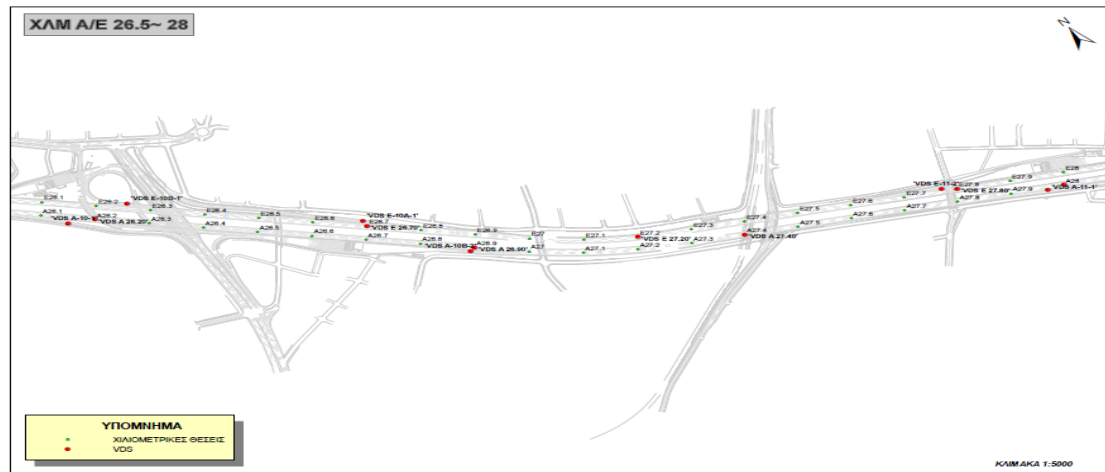 ΧΛΜ Α/Ε 26.5~ 28
N
E26.1
E26.2
'VDS E-10B-1'
E26.3
E26.4
E26.5
E26.6
'VDS E-10A-1'
E26.7
'VDS E 26.70'
E26.8
E26.9
E27
E27.1
E27.2
'VDS E 27.20'
E27.3
E27.4
E27.5
E27.6
E27.7
'VDS E-11-2'
E27.8
'VDS E 27.80'
E27.9
E28
A26.1
'VDS A-10-1'
A26.2
'VDS A 26.20'
A26.3
A26.4
A26.5
A26.6
A26.7
A26.8
'VDS A-10B-2'
A26.9
'VDS A 26.90'
A27
A27.1
A27.2
A27.3
A27.4
'VDS A 27.40'
A27.5
A27.6
A27.7
A27.8
A27.9
A28
'VDS A-11-1'
ΥΠΟΜΝΗΜΑ
ΧΙΛΙΟΜΕΤΡΙΚΕΣ ΘΕΣΕΙΣ
VDS
ΚΛΙΜΑΚΑ 1:5000